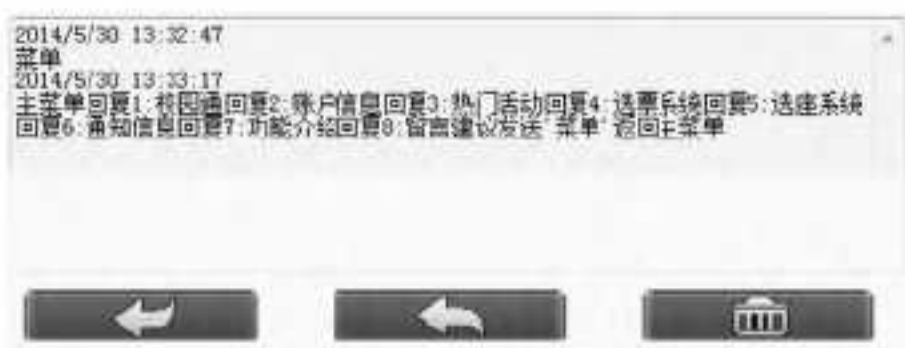 2014/5/30 13:32:47
菜单
2014/5/30 13:33:17
主菜单回复1:校园通回复2:账户信息回复3:热门活动回复4:选票系统回复5:选座系统
回复6:通知信息回复7:功能介绍回复8:留言建议发送"菜单"返回主菜单